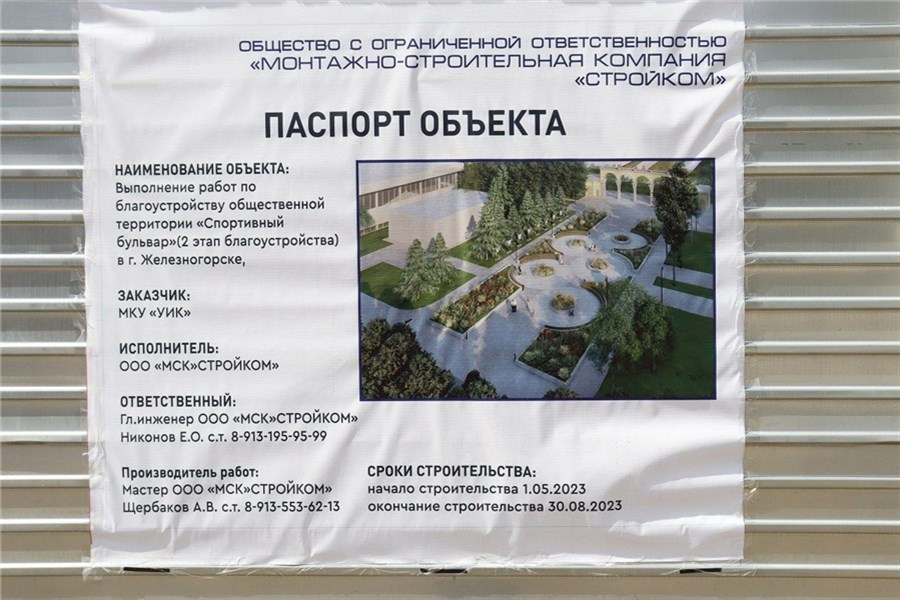 ОБЩЕСТВО С ОГРАНИЧЕННОЙ ОТВЕТСТВЕННОСТЬЮ
«МОНТАЖНО-СТРОИТЕЛЬНАЯ КОМПАНИЯ
«СТРОЙКОМ»
ПАСПОРТ ОБЪЕКТА
НАИМЕНОВАНИЕ ОБЪЕКТА:
Выполнение работ по
благоустройству общественной
территории «Спортивный
бульвар»(2 этап благоустройства)
в г. Железногорске,
ЗАКАЗЧИК:
МКУ «УИК»
ИСПОЛНИТЕЛЬ:
ООО «МСК»СТРОЙКОМ»
ОТВЕТСТВЕННЫЙ:
Гл.инженер ООО «МСК»СТРОЙКОМ»
Никонов Е.О. с.т. 8-913-195-95-99
Производитель работ:
Мастер ООО «МСК»СТРОЙКОМ»
Щербаков А.В. с.т. 8-913-553-62-13
СРОКИ СТРОИТЕЛЬСТВА:
начало строительства 1.05.2023
окончание строительства 30.08.2023